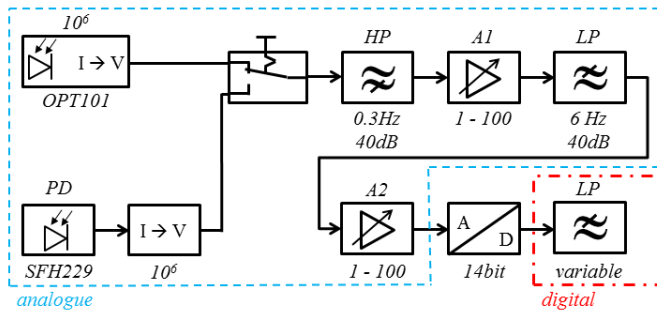 10⁶
I → V
OPT101
HP
0.3Hz
40dB
A1
1 - 100
LP
6 Hz
40dB
PD
SFH229
I → V
10⁶
A2
1 - 100
A
D
14bit
LP
variable
analogue
digital